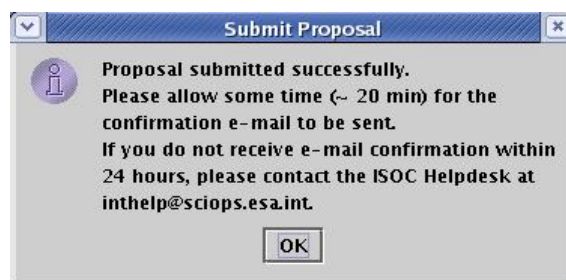 Submit Proposal
Proposal submitted successfully.
Please allow some time (~ 20 min) for the
confirmation e-mail to be sent.
If you do not receive e-mail confirmation within
24 hours, please contact the ISOC Helpdesk at
inthelp@sciops.esa.int.
OK